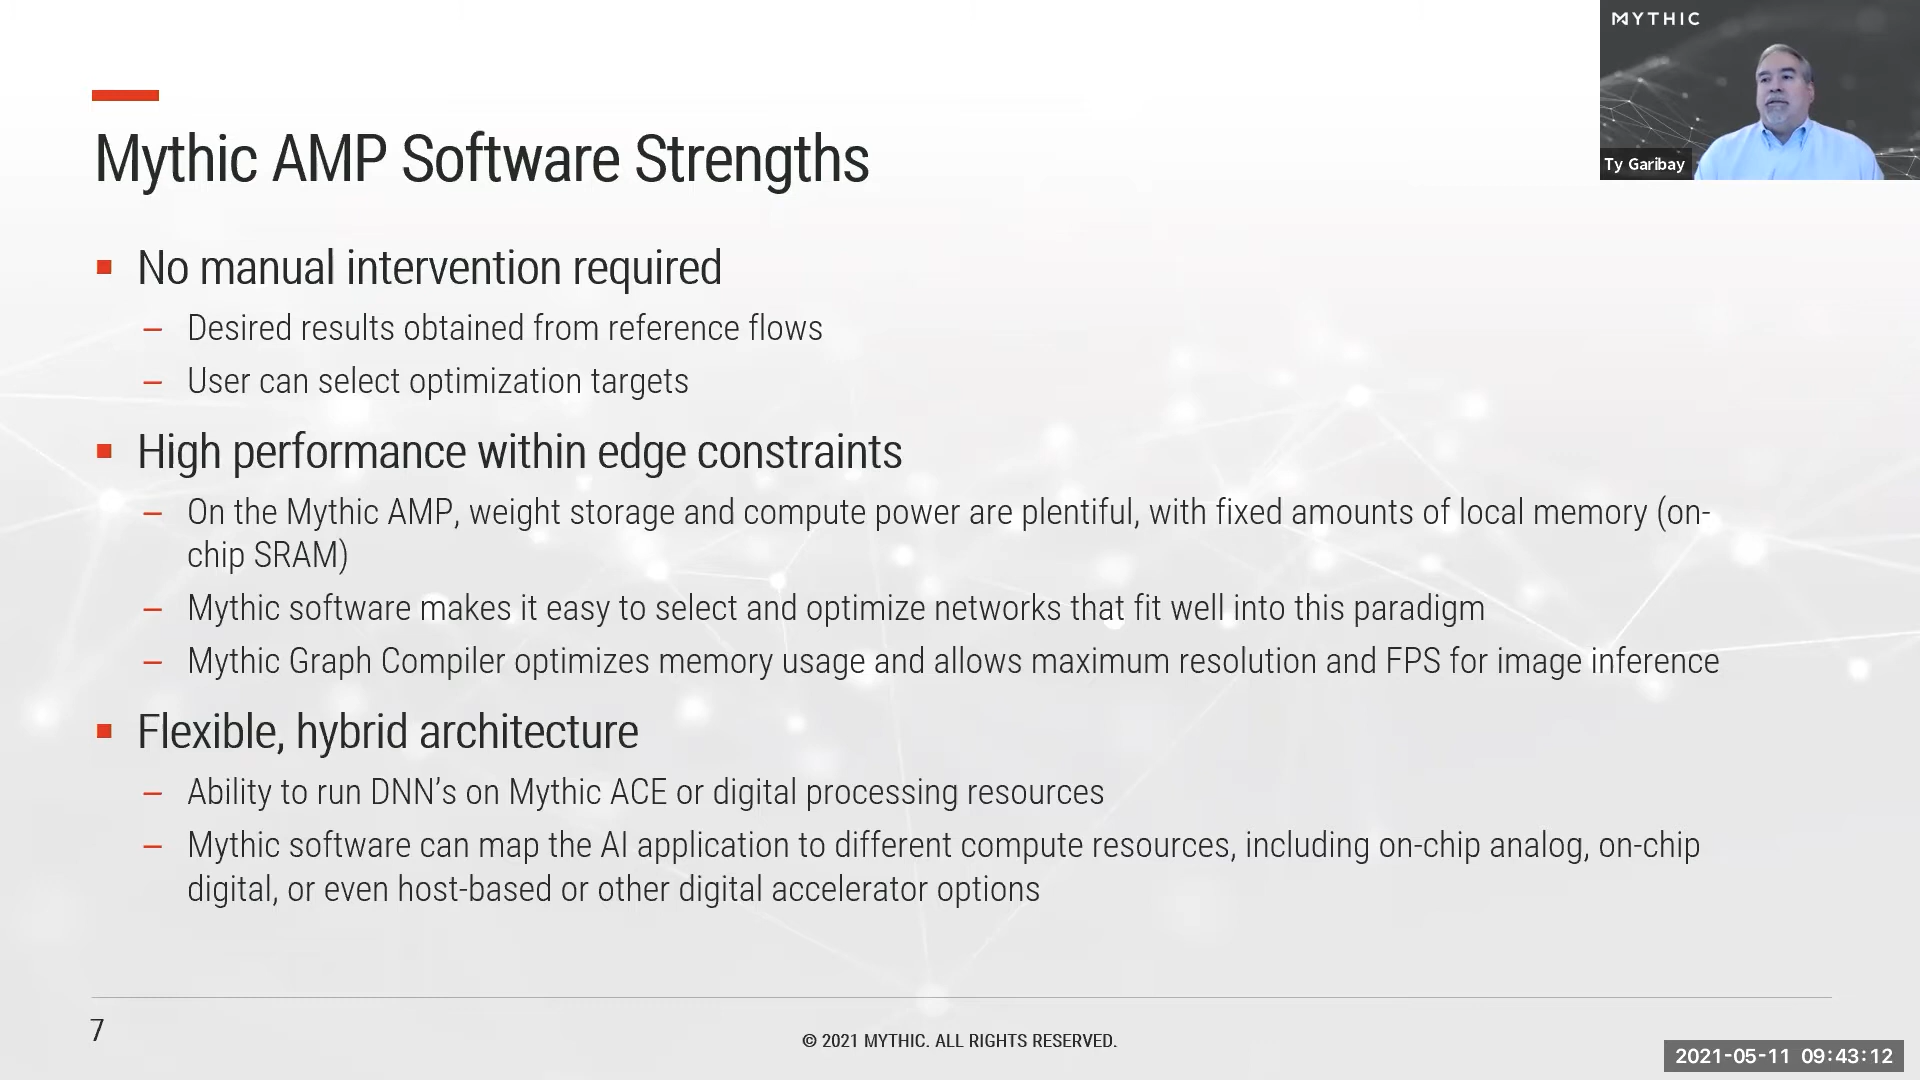 MYTHIC
Ty Garibay
Mythic AMP Software Strengths
No manual intervention required
– Desired results obtained from reference flows
– User can select optimization targets
High performance within edge constraints
– On the Mythic AMP, weight storage and compute power are plentiful, with fixed amounts of local memory (on-
chip SRAM)
– Mythic software makes it easy to select and optimize networks that fit well into this paradigm
– Mythic Graph Compiler optimizes memory usage and allows maximum resolution and FPS for image inference
Flexible, hybrid architecture
– Ability to run DNN’s on Mythic ACE or digital processing resources
– Mythic software can map the AI application to different compute resources, including on-chip analog, on-chip
digital, or even host-based or other digital accelerator options
7
© 2021 MYTHIC. ALL RIGHTS RESERVED.
2021-05-11 09:43:12